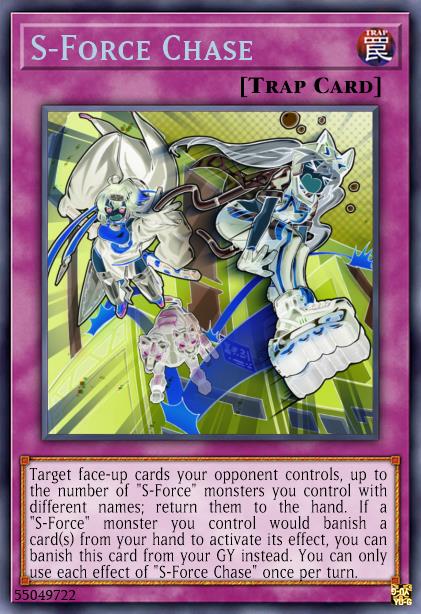 S-Force Chase
TRAP
罠
[Trap Card]
Target face-up cards your opponent controls, up to
the number of "S-Force" monsters you control with
different names; return them to the hand. If a
"S-Force" monster you control would banish a
card(s) from your hand to activate its effect, you can
banish this card from your GY instead. You can only
use each effect of "S-Force Chase" once per turn.
55049722